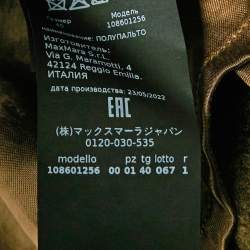 Размер
Модель
40
108601256
Наименование: ПОЛУПАЛЬТО
Изготовитель:
MaxMara S.r.l.
Via G. Maramotti, 4
42124 Reggio Emilia.
ИТАЛИЯ
дата производства: 23/05/2022
EAC
(株)マックスマーラジャパン
0120-030-535
modello pz tg lotto r
108601256 00 01 40 067 1